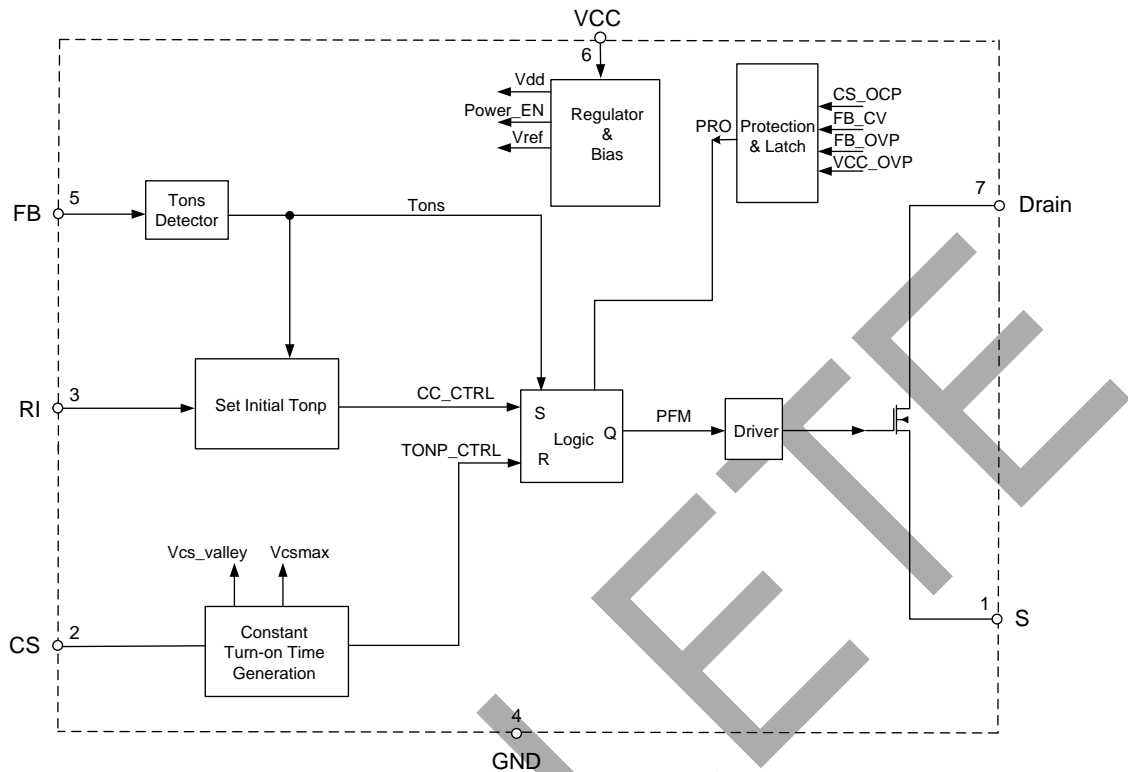 VCC
6
Vdd
Power_EN
Vref
Regulator
&
Bias
PRO
Protection
& Latch
CS_OCP
FB_CV
FB_OVP
VCC_OVP
7
Drain
FB
5
Tons
Detector
Tons
RI
3
Set Initial Tonp
CC_CTRL
TONP_CTRL
S
Logic
R
Q
PFM
Driver
Vcs_valley
Vcsmax
CS
2
Constant
Turn-on Time
Generation
1
S
4
GND
ETE